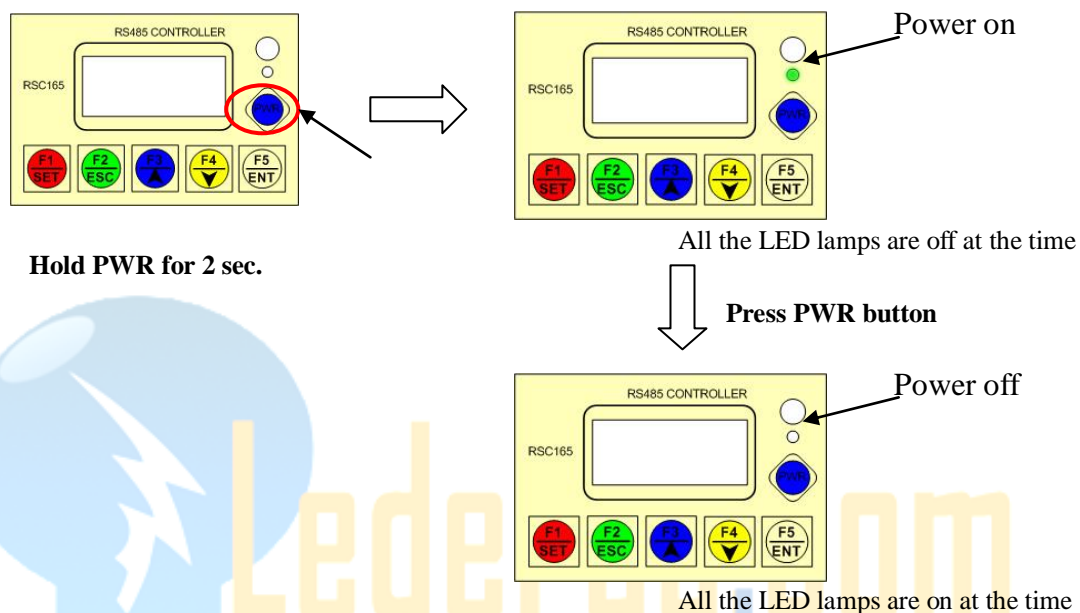 RS485 CONTROLLER
RSC165
PWR
F1 SET
F2 ESC
F3
F4
F5 ENT
Hold PWR for 2 sec.
Power on
RS485 CONTROLLER
RSC165
PWR
F1 SET
F2 ESC
F3
F4
F5 ENT
All the LED lamps are off at the time
Press PWR button
Power off
RS485 CONTROLLER
RSC165
PWR
F1 SET
F2 ESC
F3
F4
F5 ENT
All the LED lamps are on at the time